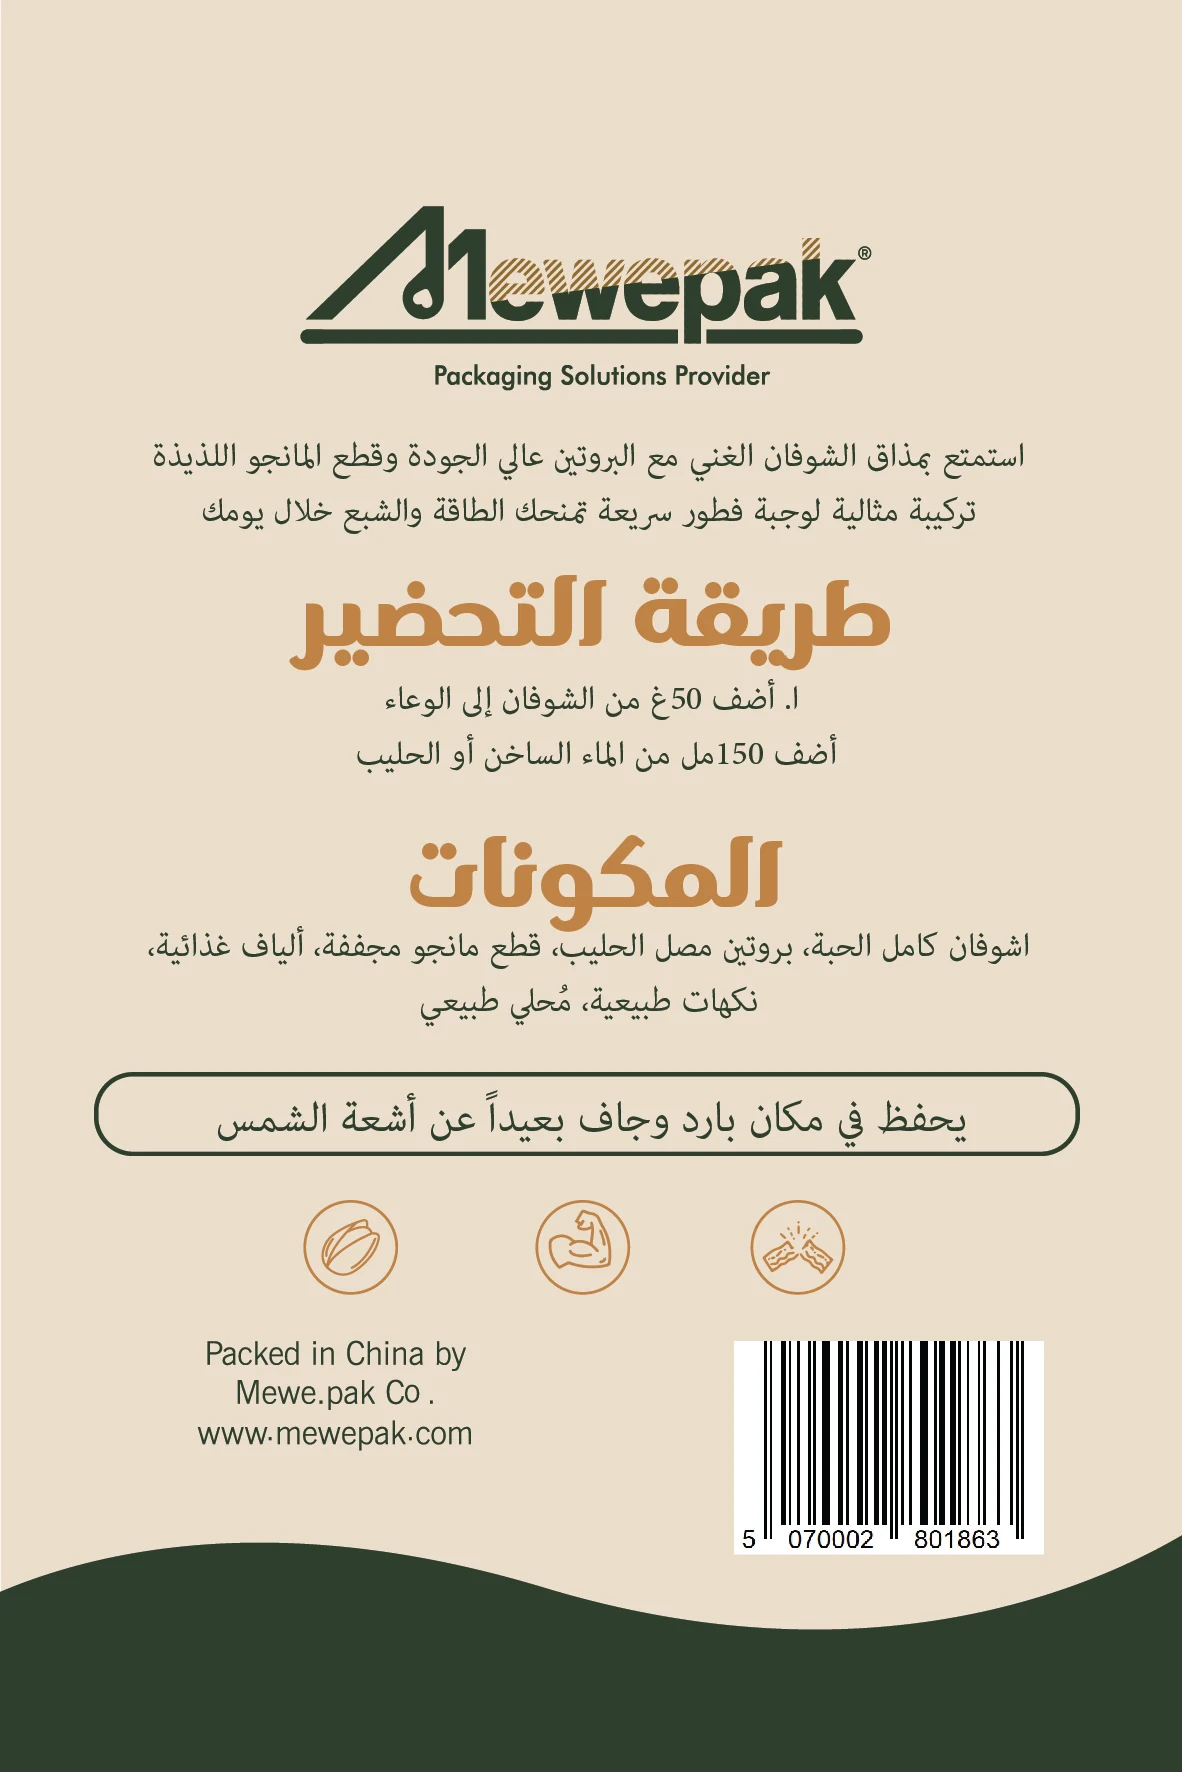 Mewepak®
Packaging Solutions Provider
استمتع بمذاق الشوفان الغني مع البروتين عالي الجودة وقطع المانجو اللذيذة
تركيبة مثالية لوجبة فطور سريعة تمنحك الطاقة والشبع خلال يومك
طريقة التحضير
ا. أضف 50غ من الشوفان إلى الوعاء
أضف 150مل من الماء الساخن أو الحليب
المكونات
اشوفان كامل الحبة، بروتين مصل الحليب، قطع مانجو مجففة، ألياف غذائية،
نكهات طبيعية، مُحلي طبيعي
يحفظ في مكان بارد وجاف بعيداً عن أشعة الشمس
Packed in China by
Mewe.pak Co .
www.mewepak.com
5 070002 801863